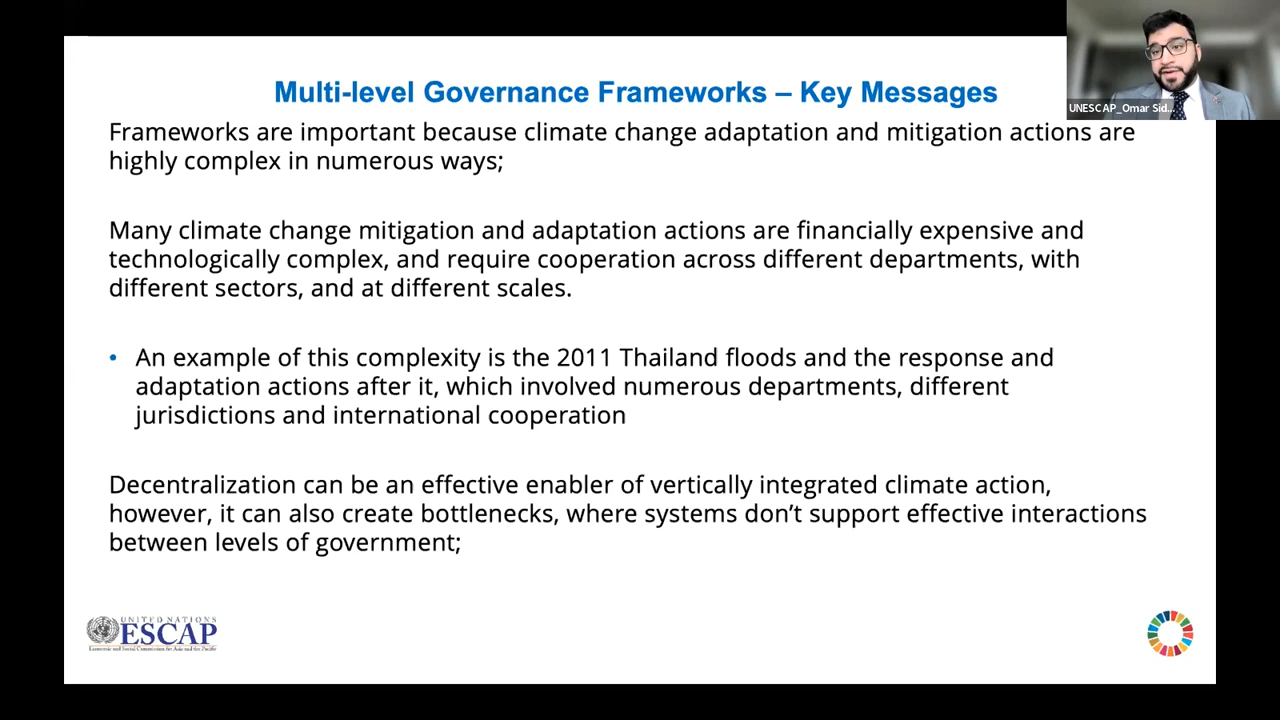 Multi-level Governance Frameworks – Key Messages
UNESCAP_Omar Sid...
Frameworks are important because climate change adaptation and mitigation actions are
highly complex in numerous ways;
Many climate change mitigation and adaptation actions are financially expensive and
technologically complex, and require cooperation across different departments, with
different sectors, and at different scales.
• An example of this complexity is the 2011 Thailand floods and the response and
adaptation actions after it, which involved numerous departments, different
jurisdictions and international cooperation
Decentralization can be an effective enabler of vertically integrated climate action,
however, it can also create bottlenecks, where systems don’t support effective interactions
between levels of government;
UNITED NATIONS
ESCAP
Economic and Social Commission for Asia and the Pacific